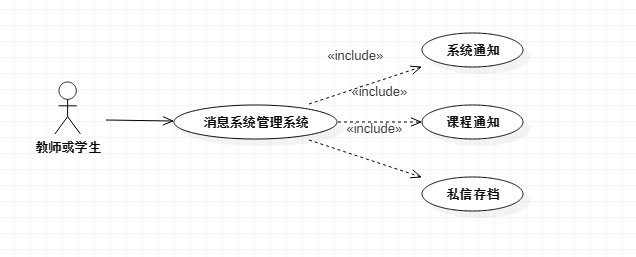 «include»
系统通知
«include»
消息系统管理系统
课程通知
«include»
教师或学生
私信存档